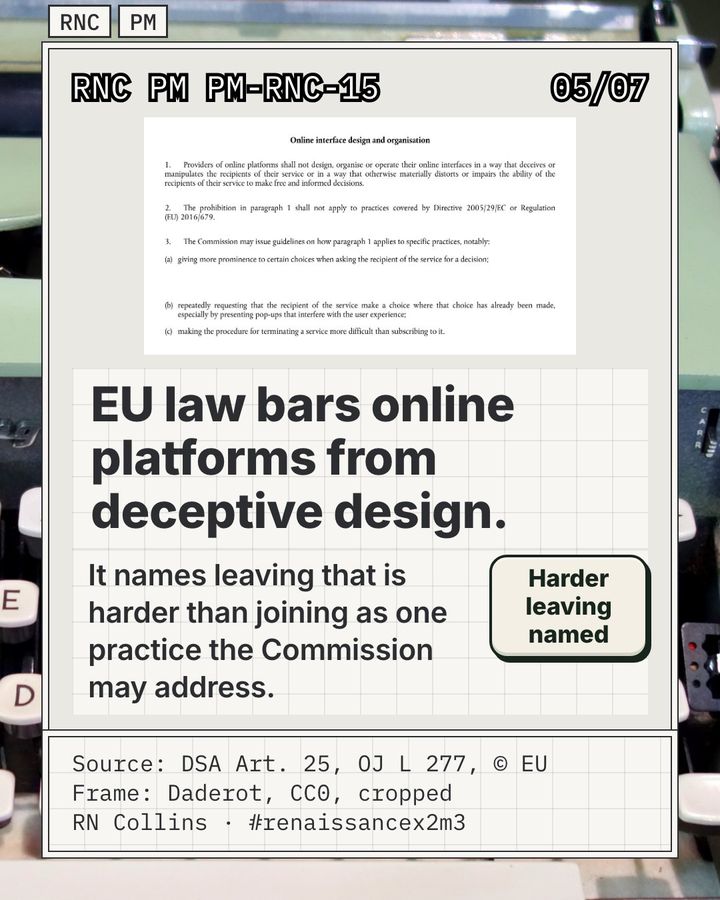 RNC PM
RNC PM PM-RNC-15 05/07
Online interface design and organisation
1. Providers of online platforms shall not design, organise or operate their online interfaces in a way that deceives or
manipulates the recipients of their service or in a way that otherwise materially distorts or impairs the ability of the
recipients of their service to make free and informed decisions.
2. The prohibition in paragraph 1 shall not apply to practices covered by Directive 2005/29/EC or Regulation
(EU) 2016/679.
3. The Commission may issue guidelines on how paragraph 1 applies to specific practices, notably:
(a) giving more prominence to certain choices when asking the recipient of the service for a decision;
(b) repeatedly requesting that the recipient of the service make a choice where that choice has already been made,
especially by presenting pop-ups that interfere with the user experience;
(c) making the procedure for terminating a service more difficult than subscribing to it.
EU law bars online
platforms from
deceptive design.
It names leaving that is
harder than joining as one
practice the Commission
may address.
Harder
leaving
named
E
D
Source: DSA Art. 25, OJ L 277, © EU
Frame: Daderot, CC0, cropped
RN Collins · #renaissancex2m3